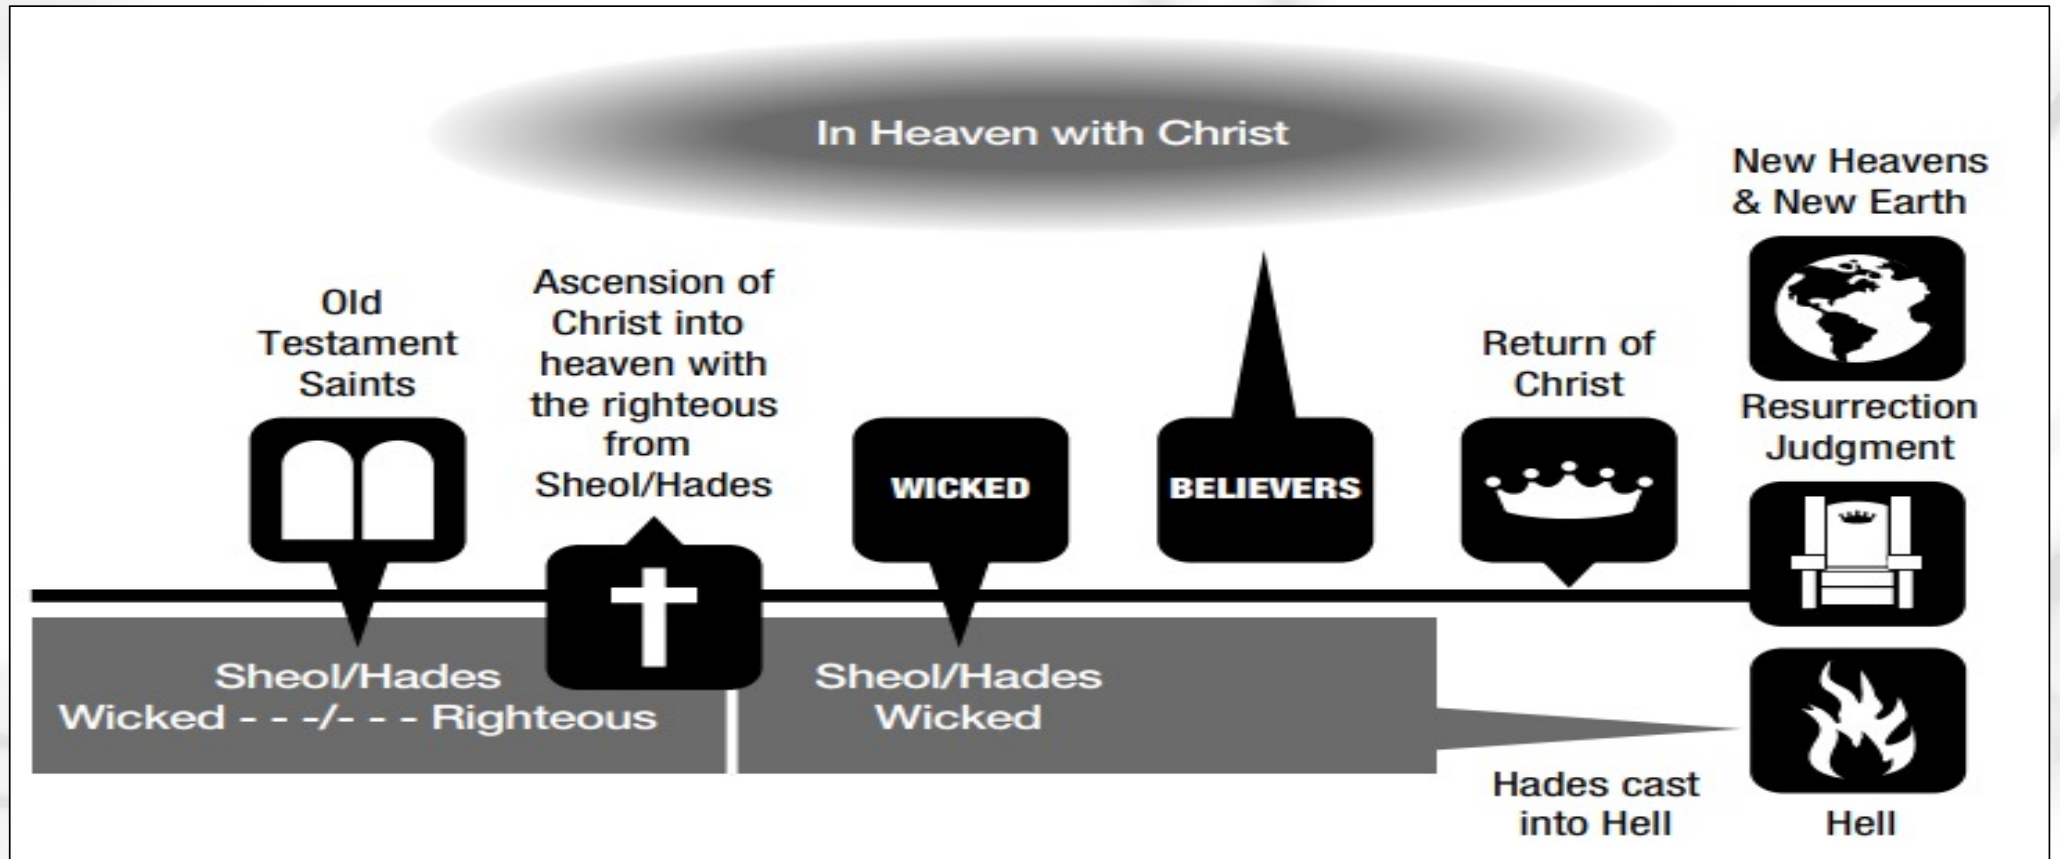 In Heaven with Christ
New Heavens
& New Earth
Old
Testament
Saints
Ascension of
Christ into
heaven with
the righteous
from
Sheol/Hades
WICKED
BELIEVERS
Return of
Christ
Resurrection
Judgment
Sheol/Hades
Wicked - - -/- - - Righteous
Sheol/Hades
Wicked
Hades cast
into Hell
Hell